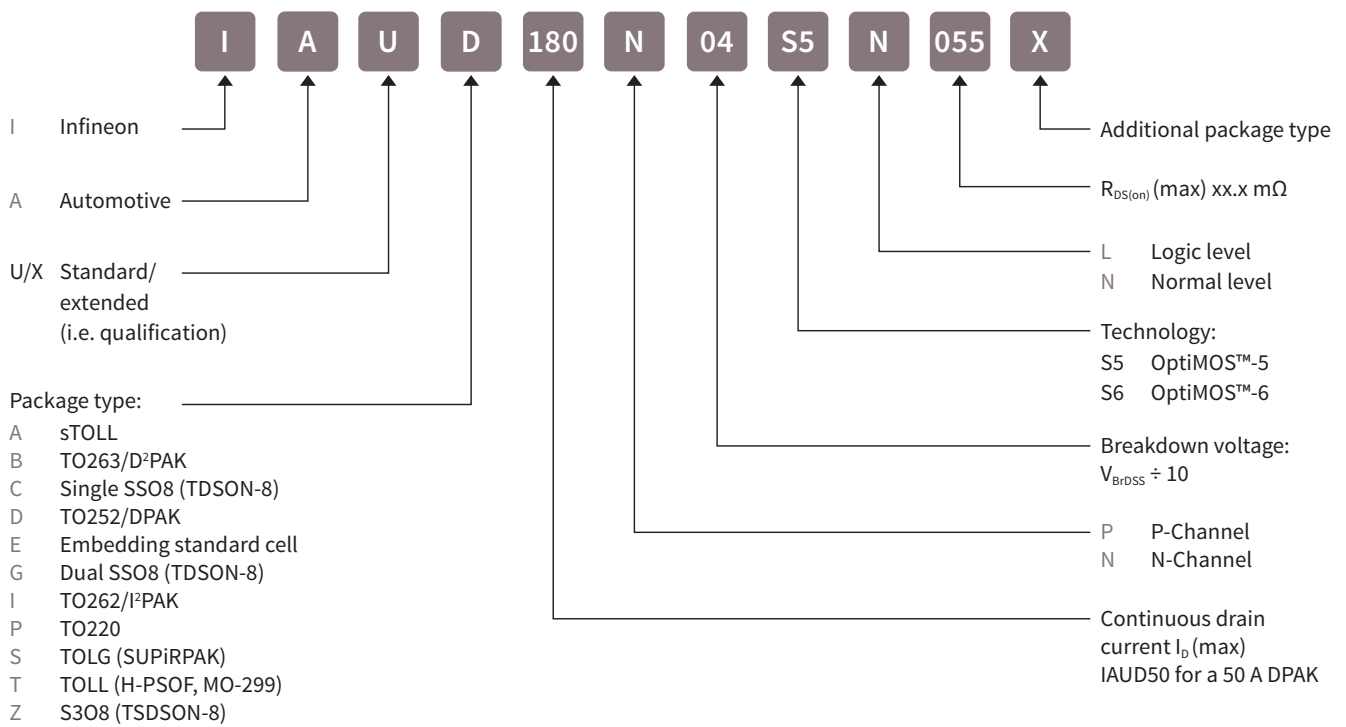 I A U D 180 N 04 S5 N 055 X
I Infineon
A Automotive
U/X Standard/
extended
(i.e. qualification)
Package type:
A sTOLL
B TO263/D²PAK
C Single SSO8 (TDSON-8)
D TO252/DPAK
E Embedding standard cell
G Dual SSO8 (TDSON-8)
I TO262/I²PAK
P TO220
S TOLG (SUPiRPAK)
T TOLL (H-PSOF, MO-299)
Z S3O8 (TSDSON-8)
Additional package type
RDS(on) (max) xx.x mΩ
L Logic level
N Normal level
Technology:
S5 OptiMOS™-5
S6 OptiMOS™-6
Breakdown voltage:
VBrDSS ÷ 10
P P-Channel
N N-Channel
Continuous drain
current ID (max)
IAUD50 for a 50 A DPAK